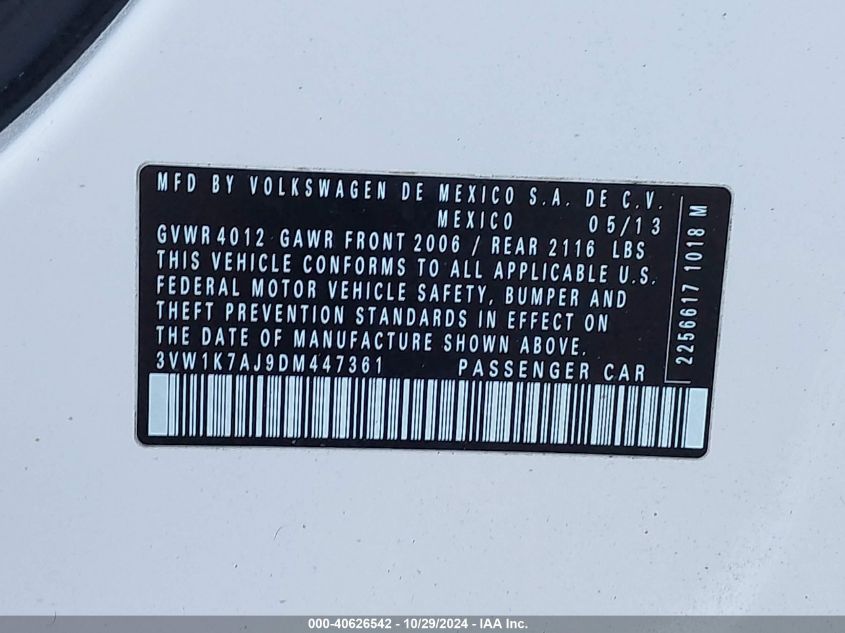 MFD BY VOLKSWAGEN DE MEXICO S.A. DE C.V.
MEXICO 05/13
GVWR 4012 GAWR FRONT 2006 / REAR 2116 LBS
THIS VEHICLE CONFORMS TO ALL APPLICABLE U.S.
FEDERAL MOTOR VEHICLE SAFETY, BUMPER AND
THEFT PREVENTION STANDARDS IN EFFECT ON
THE DATE OF MANUFACTURE SHOWN ABOVE.
3VW1K7AJ9DM447361 PASSENGER CAR
2256617 1018 M
000-40626542 - 10/29/2024 - IAA Inc.